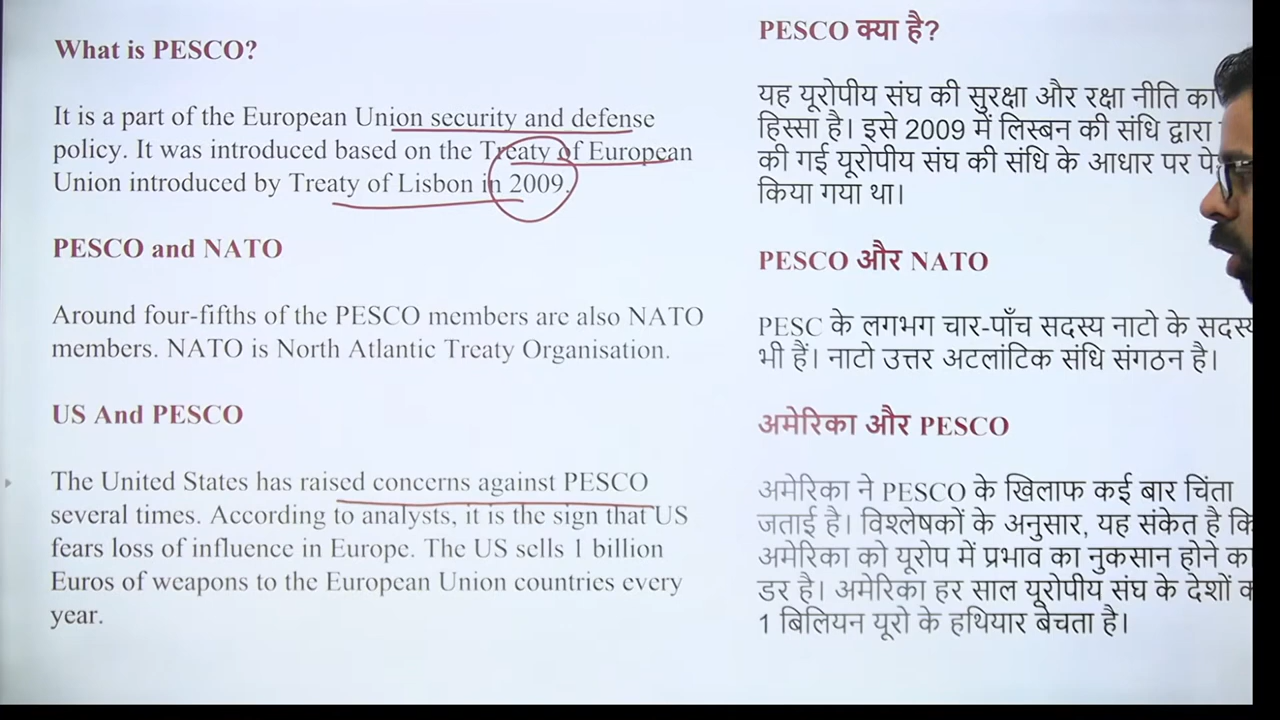 What is PESCO?
It is a part of the European Union security and defense
policy. It was introduced based on the Treaty of European
Union introduced by Treaty of Lisbon in 2009.
PESCO and NATO
Around four-fifths of the PESCO members are also NATO
members. NATO is North Atlantic Treaty Organisation.
US And PESCO
The United States has raised concerns against PESCO
several times. According to analysts, it is the sign that US
fears loss of influence in Europe. The US sells 1 billion
Euros of weapons to the European Union countries every
year.
PESCO क्या है?
यह यूरोपीय संघ की सुरक्षा और रक्षा नीति का
हिस्सा है। इसे 2009 में लिस्बन की संधि द्वारा
की गई यूरोपीय संघ की संधि के आधार पर
किया गया था।
PESCO और NATO
PESC के लगभग चार-पाँच सदस्य नाटो के सदस्य
भी हैं। नाटो उत्तर अटलांटिक संधि संगठन है।
अमेरिका और PESCO
अमेरिका ने PESCO के खिलाफ कई बार चिंता
जताई है। विश्लेषकों के अनुसार, यह संकेत है कि
अमेरिका को यूरोप में प्रभाव का नुकसान होने का
डर है। अमेरिका हर साल यूरोपीय संघ के देशों
1 बिलियन यूरो के हथियार बेचता है।